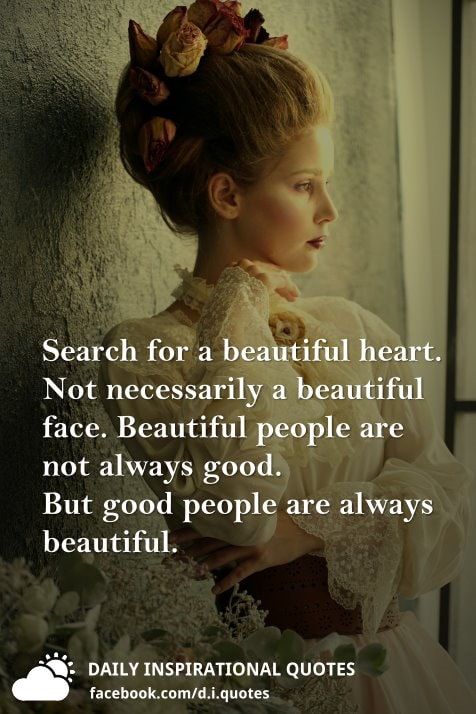 Search for a beautiful heart.
Not necessarily a beautiful
face. Beautiful people are
not always good.
But good people are always
beautiful.
DAILY INSPIRATIONAL QUOTES
facebook.com/d.i.quotes